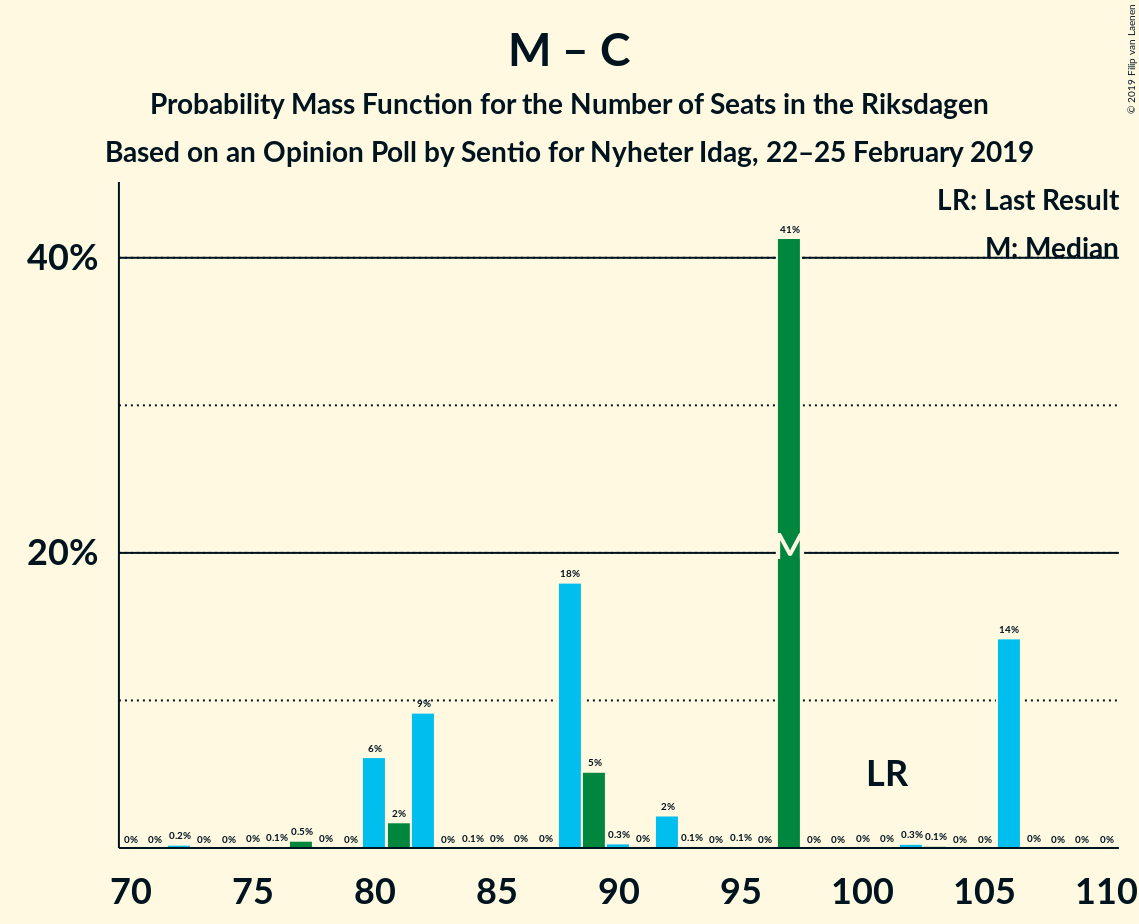 M – C
Probability Mass Function for the Number of Seats in the Riksdagen
Based on an Opinion Poll by Sentio for Nyheter Idag, 22–25 February 2019
© 2019 Filip van Laenen
LR: Last Result
M: Median
40%
20%
41%
M
18%
14%
9%
6%
5%
2%
2%
LR
0% 0% 0.2% 0% 0% 0% 0.1% 0.5% 0% 0% 0% 0.1% 0% 0% 0% 0.3% 0% 0.1% 0% 0.1% 0% 0% 0% 0% 0% 0.3% 0.1% 0% 0% 0% 0% 0% 0%
70 75 80 85 90 95 100 105 110